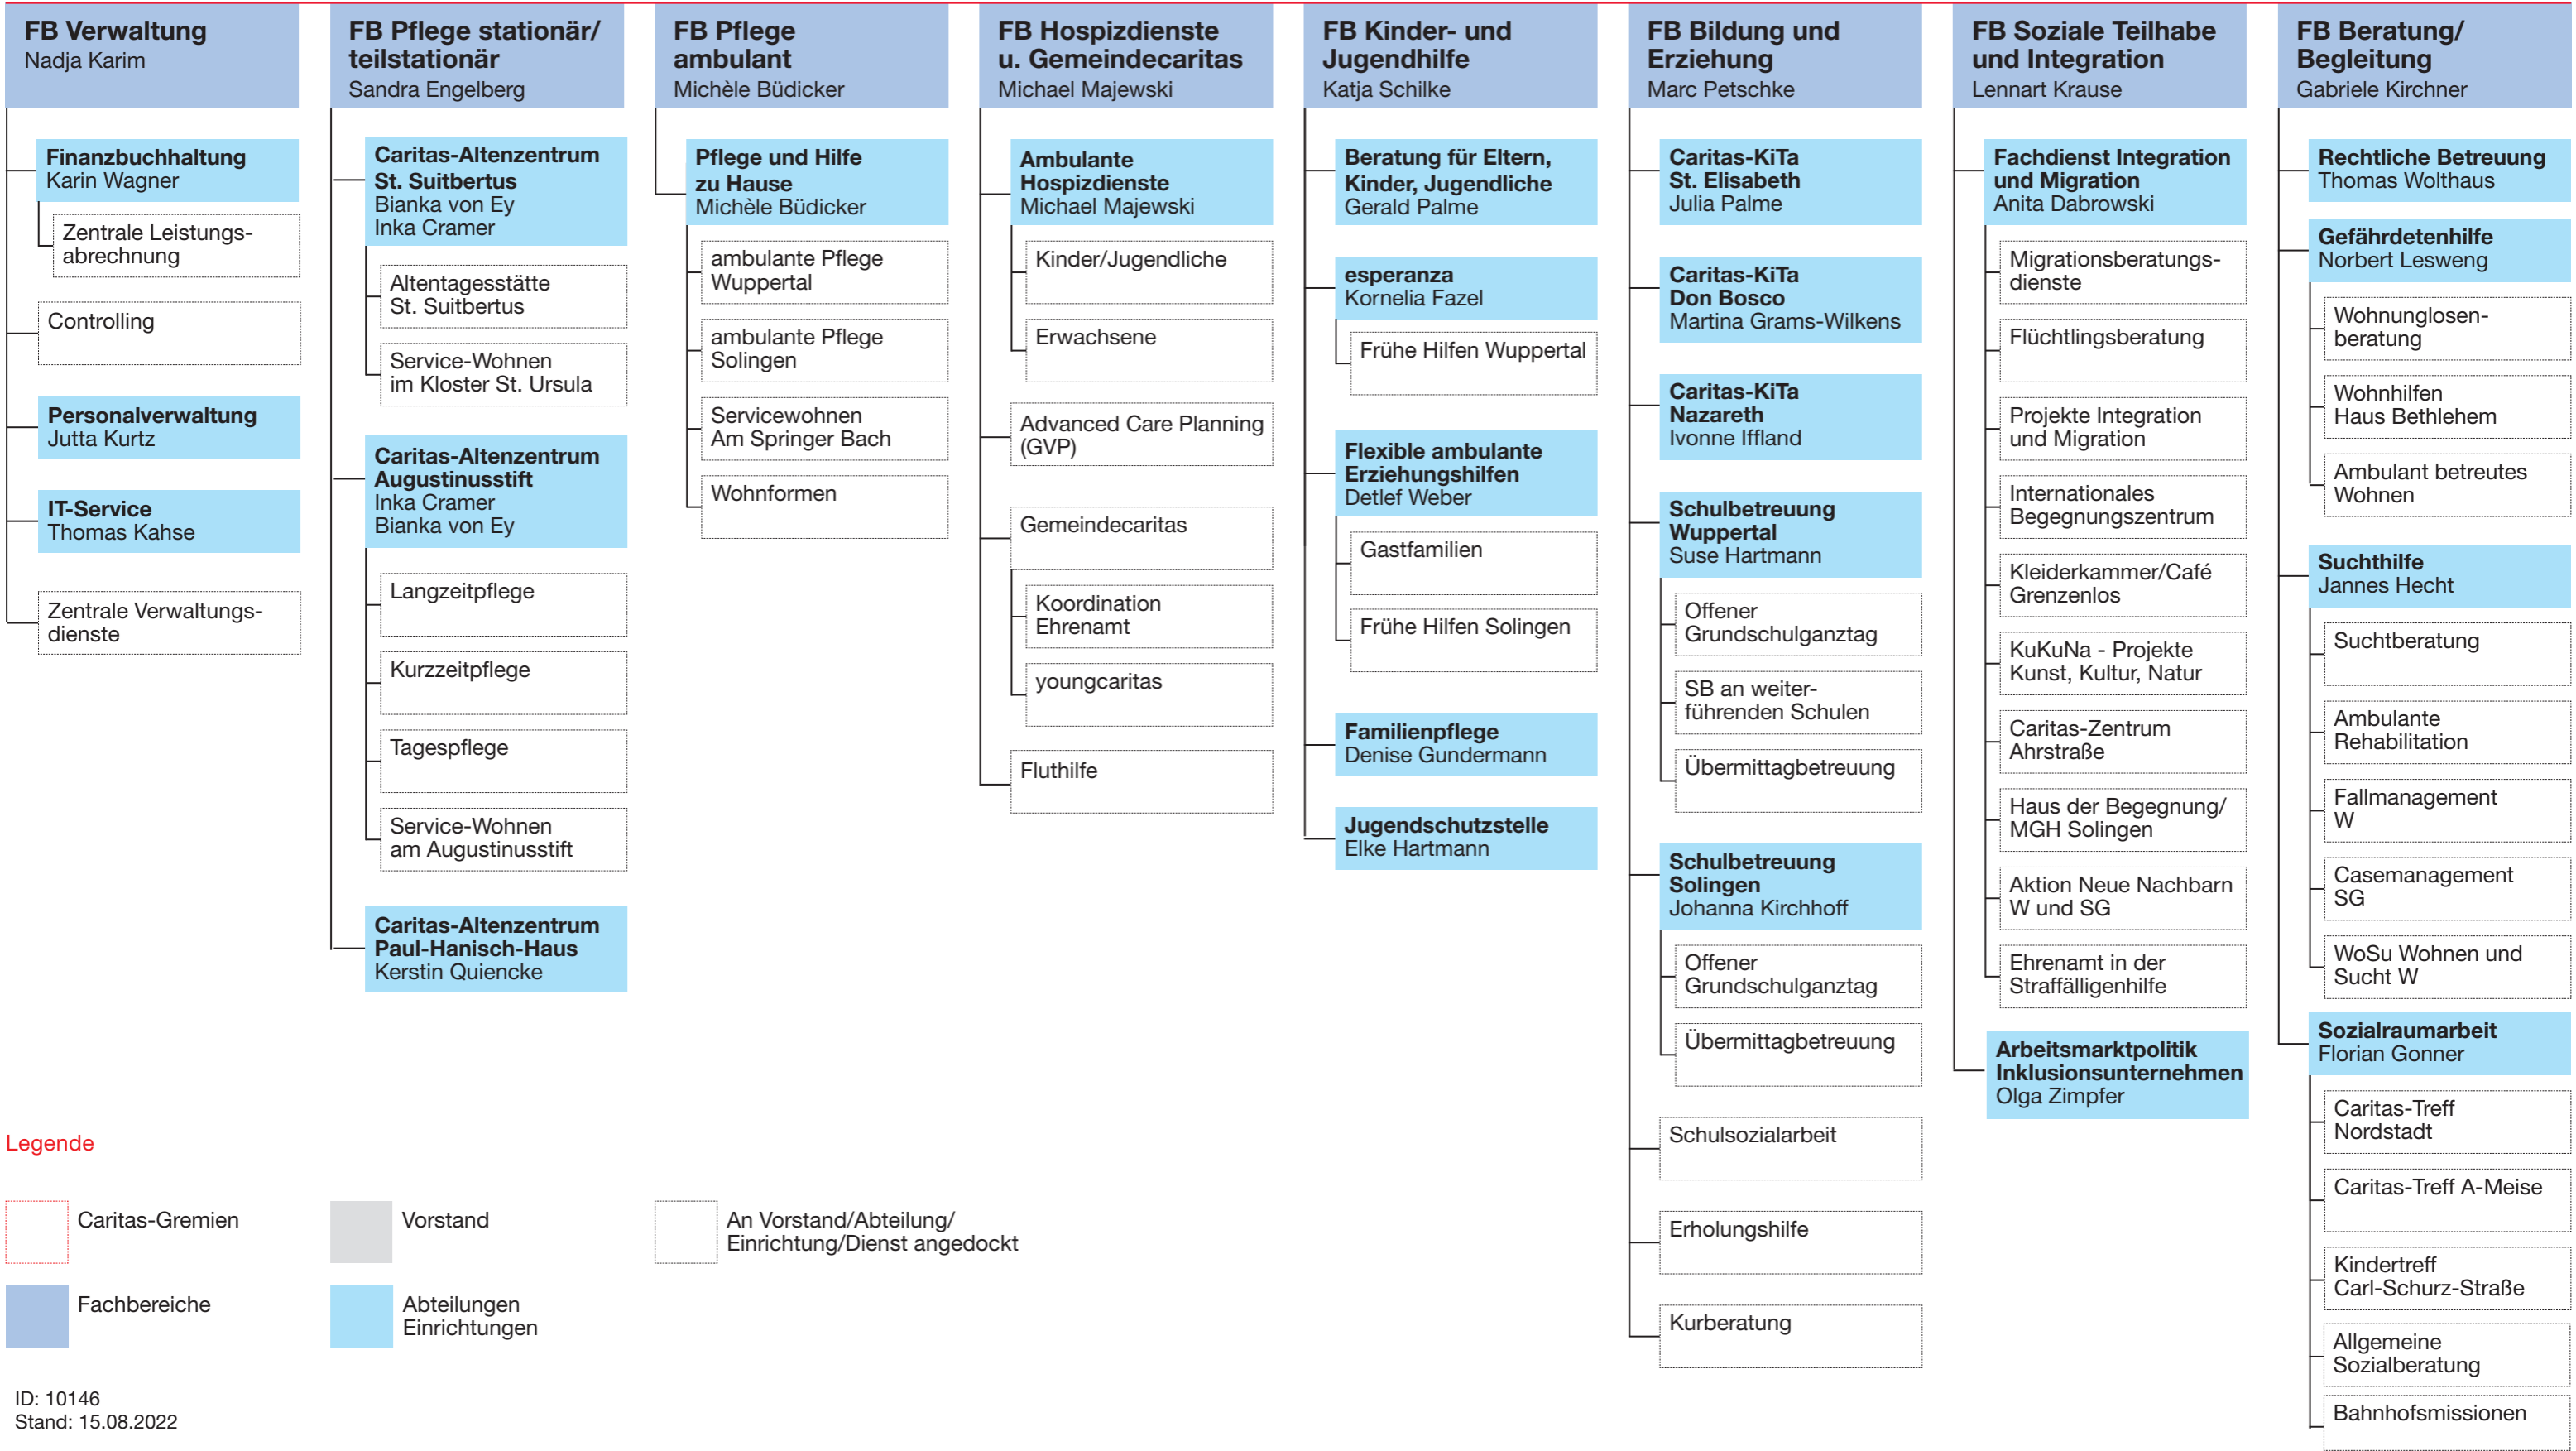 FB Verwaltung
Nadja Karim
Finanzbuchhaltung
Karin Wagner
Zentrale Leistungs-
abrechnung
Controlling
Personalverwaltung
Jutta Kurtz
IT-Service
Thomas Kahse
Zentrale Verwaltungs-
dienste
FB Pflege stationär/
teilstationär
Sandra Engelberg
Caritas-Altenzentrum
St. Suitbertus
Bianka von Ey
Inka Cramer
Altentagesstätte
St. Suitbertus
Service-Wohnen
im Kloster St. Ursula
Caritas-Altenzentrum
Augustinusstift
Inka Cramer
Bianka von Ey
Langzeitpflege
Kurzzeitpflege
Tagespflege
Service-Wohnen
am Augustinusstift
Caritas-Altenzentrum
Paul-Hanisch-Haus
Kerstin Quiencke
FB Pflege
ambulant
Michèle Büdicker
Pflege und Hilfe
zu Hause
Michèle Büdicker
ambulante Pflege
Wuppertal
ambulante Pflege
Solingen
Servicewohnen
Am Springer Bach
Wohnformen
FB Hospizdienste
u. Gemeindecaritas
Michael Majewski
Ambulante
Hospizdienste
Michael Majewski
Kinder/Jugendliche
Erwachsene
Advanced Care Planning
(GVP)
Gemeindecaritas
Koordination
Ehrenamt
youngcaritas
Fluthilfe
FB Kinder- und
Jugendhilfe
Katja Schilke
Beratung für Eltern,
Kinder, Jugendliche
Gerald Palme
esperanza
Kornelia Fazel
Frühe Hilfen Wuppertal
Flexible ambulante
Erziehungshilfen
Detlef Weber
Gastfamilien
Frühe Hilfen Solingen
Familienpflege
Denise Gundermann
Jugendschutzstelle
Elke Hartmann
FB Bildung und
Erziehung
Marc Petschke
Caritas-KiTa
St. Elisabeth
Julia Palme
Caritas-KiTa
Don Bosco
Martina Grams-Wilkens
Caritas-KiTa
Nazareth
Ivonne Iffland
Schulbetreuung
Wuppertal
Suse Hartmann
Offener
Grundschulganztag
SB an weiter-
führenden Schulen
Übermittagbetreuung
Schulbetreuung
Solingen
Johanna Kirchhoff
Offener
Grundschulganztag
Übermittagbetreuung
Schulsozialarbeit
Erholungshilfe
Kurberatung
FB Soziale Teilhabe
und Integration
Lennart Krause
Fachdienst Integration
und Migration
Anita Dabrowski
Migrationsberatungs-
dienste
Flüchtlingsberatung
Projekte Integration
und Migration
Internationales
Begegnungszentrum
Kleiderkammer/Café
Grenzenlos
KuKuNa - Projekte
Kunst, Kultur, Natur
Caritas-Zentrum
Ahrstraße
Haus der Begegnung/
MGH Solingen
Aktion Neue Nachbarn
W und SG
Ehrenamt in der
Straffälligenhilfe
Arbeitsmarktpolitik
Inklusionsunternehmen
Olga Zimpfer
FB Beratung/
Begleitung
Gabriele Kirchner
Rechtliche Betreuung
Thomas Wolthaus
Gefährdetenhilfe
Norbert Lesweng
Wohnunglosen-
beratung
Wohnhilfen
Haus Bethlehem
Ambulant betreutes
Wohnen
Suchthilfe
Jannes Hecht
Suchtberatung
Ambulante
Rehabilitation
Fallmanagement
W
Casemanagement
SG
WoSu Wohnen und
Sucht W
Sozialraumarbeit
Florian Gonner
Caritas-Treff
Nordstadt
Caritas-Treff A-Meise
Kindertreff
Carl-Schurz-Straße
Allgemeine
Sozialberatung
Bahnhofsmissionen
Legende
Caritas-Gremien
Vorstand
An Vorstand/Abteilung/
Einrichtung/Dienst angedockt
Fachbereiche
Abteilungen
Einrichtungen
ID: 10146
Stand: 15.08.2022